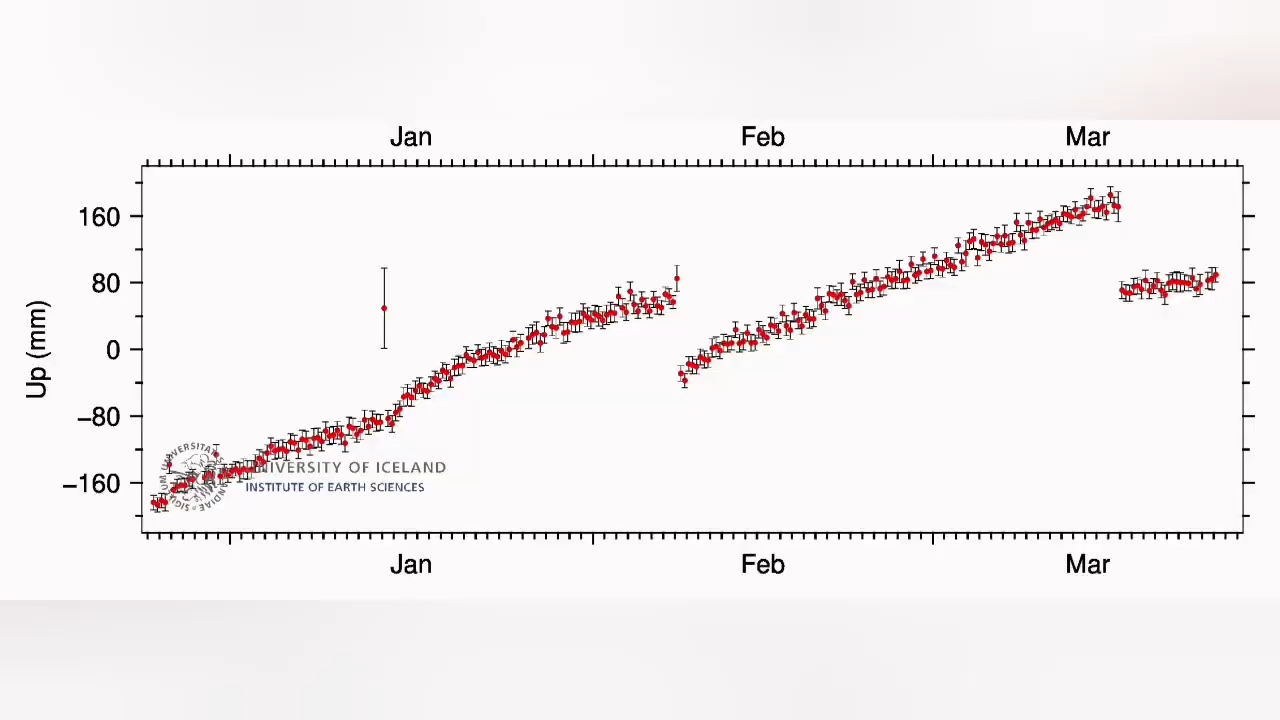 Jan Feb Mar
Up (mm)
160
80
0
−80
−160
UNIVERSITY OF ICELAND
INSTITUTE OF EARTH SCIENCES
Jan Feb Mar